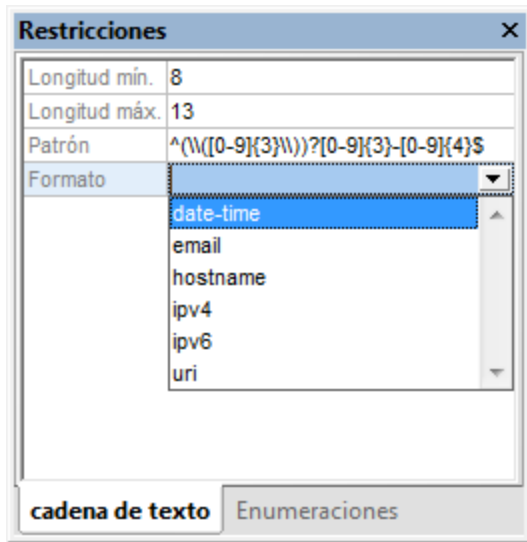 Restricciones
Longitud mín. 8
Longitud máx. 13
Patrón ^(\\([0-9]{3}\\))?[0-9]{3}-[0-9]{4}$
Formato
date-time
email
hostname
ipv4
ipv6
uri
cadena de texto Enumeraciones